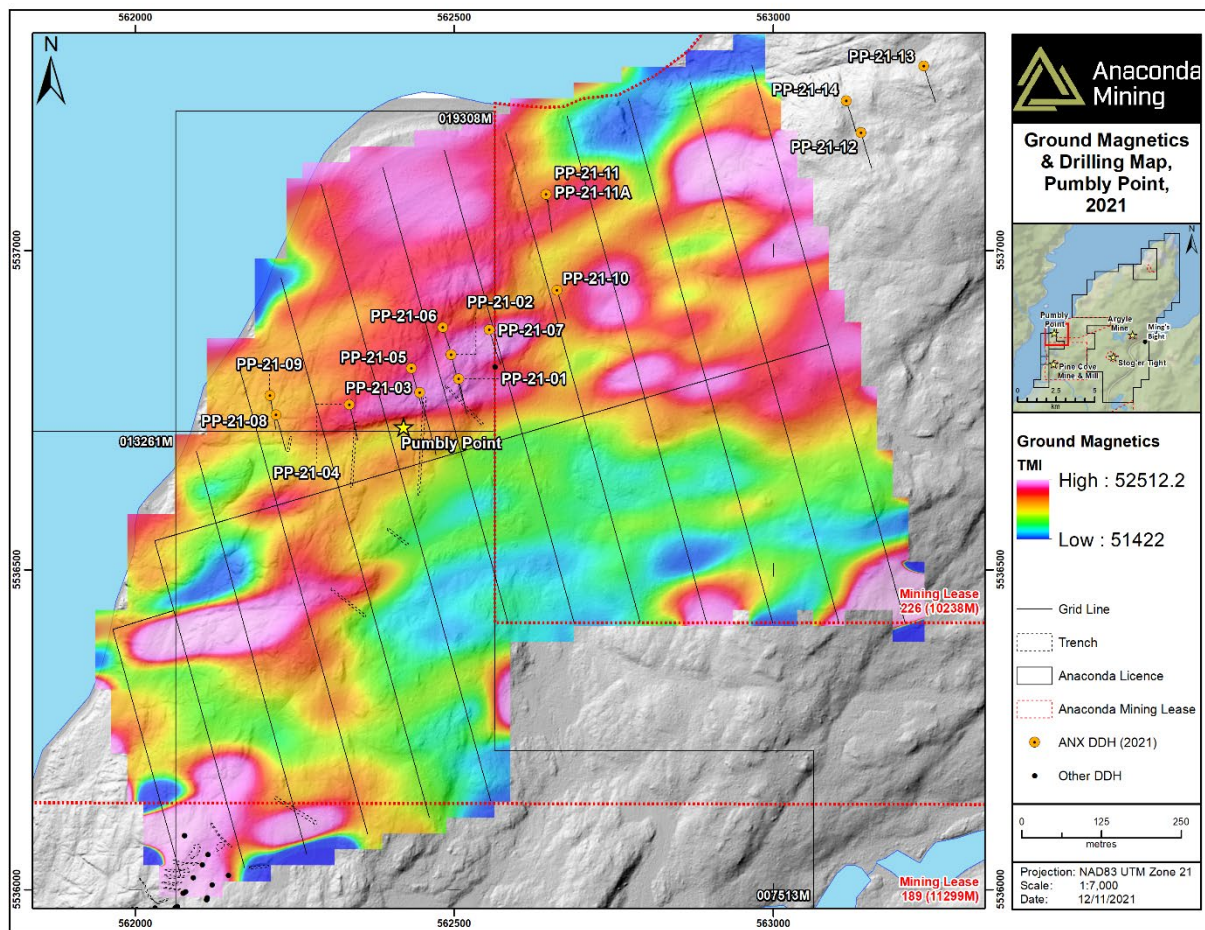 562000
562500
563000
N
5537000
5536500
5536000
5537000
5536500
5536000
562000
562500
563000
PP-21-13
PP-21-14
PP-21-12
019308M
PP-21-11
PP-21-11A
PP-21-10
PP-21-02
PP-21-06
PP-21-07
PP-21-05
PP-21-09
PP-21-03
PP-21-01
PP-21-08
013261M
Pumbly Point
PP-21-04
Mining Lease
226 (10238M)
Mining Lease
189 (11299M)
007513M
Anaconda
Mining
Ground Magnetics
& Drilling Map,
Pumbly Point,
2021
N
Pumbly
Point
Argyle
Mine
Ming's
Bight
Stog'er Tight
Pine Cove
Mine & Mill
0 2.5 5
km
Ground Magnetics
TMI
High : 52512.2
Low : 51422
Grid Line
Trench
Anaconda Licence
Anaconda Mining Lease
ANX DDH (2021)
Other DDH
0 125 250
metres
Projection: NAD83 UTM Zone 21
Scale: 1:7,000
Date: 12/11/2021